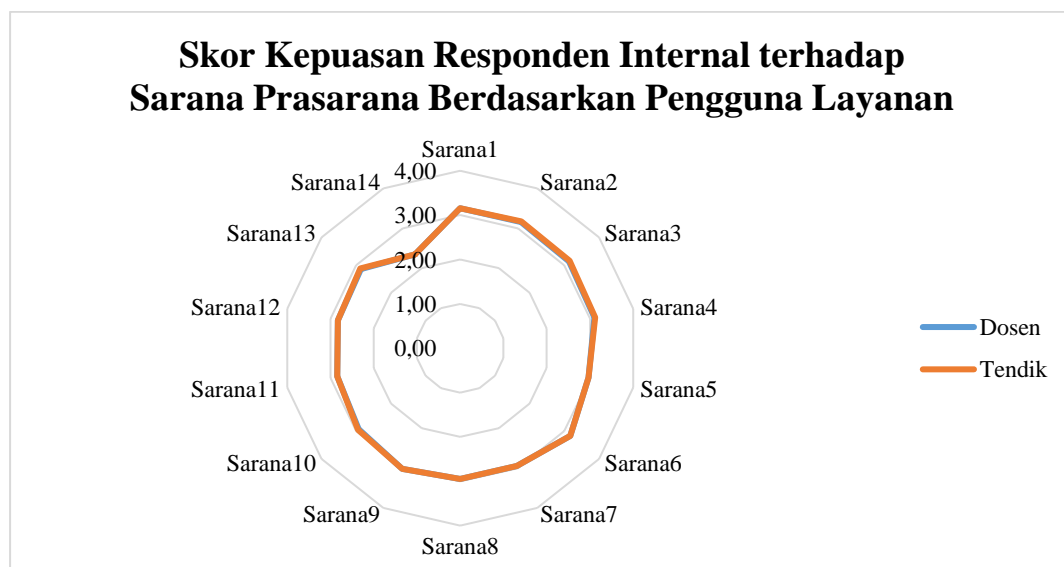 Skor Kepuasan Responden Internal terhadap
Sarana Prasarana Berdasarkan Pengguna Layanan
Sarana1
Sarana2
Sarana3
Sarana4
Sarana5
Sarana6
Sarana7
Sarana8
Sarana9
Sarana10
Sarana11
Sarana12
Sarana13
Sarana14
4,00
3,00
2,00
1,00
0,00
Dosen
Tendik